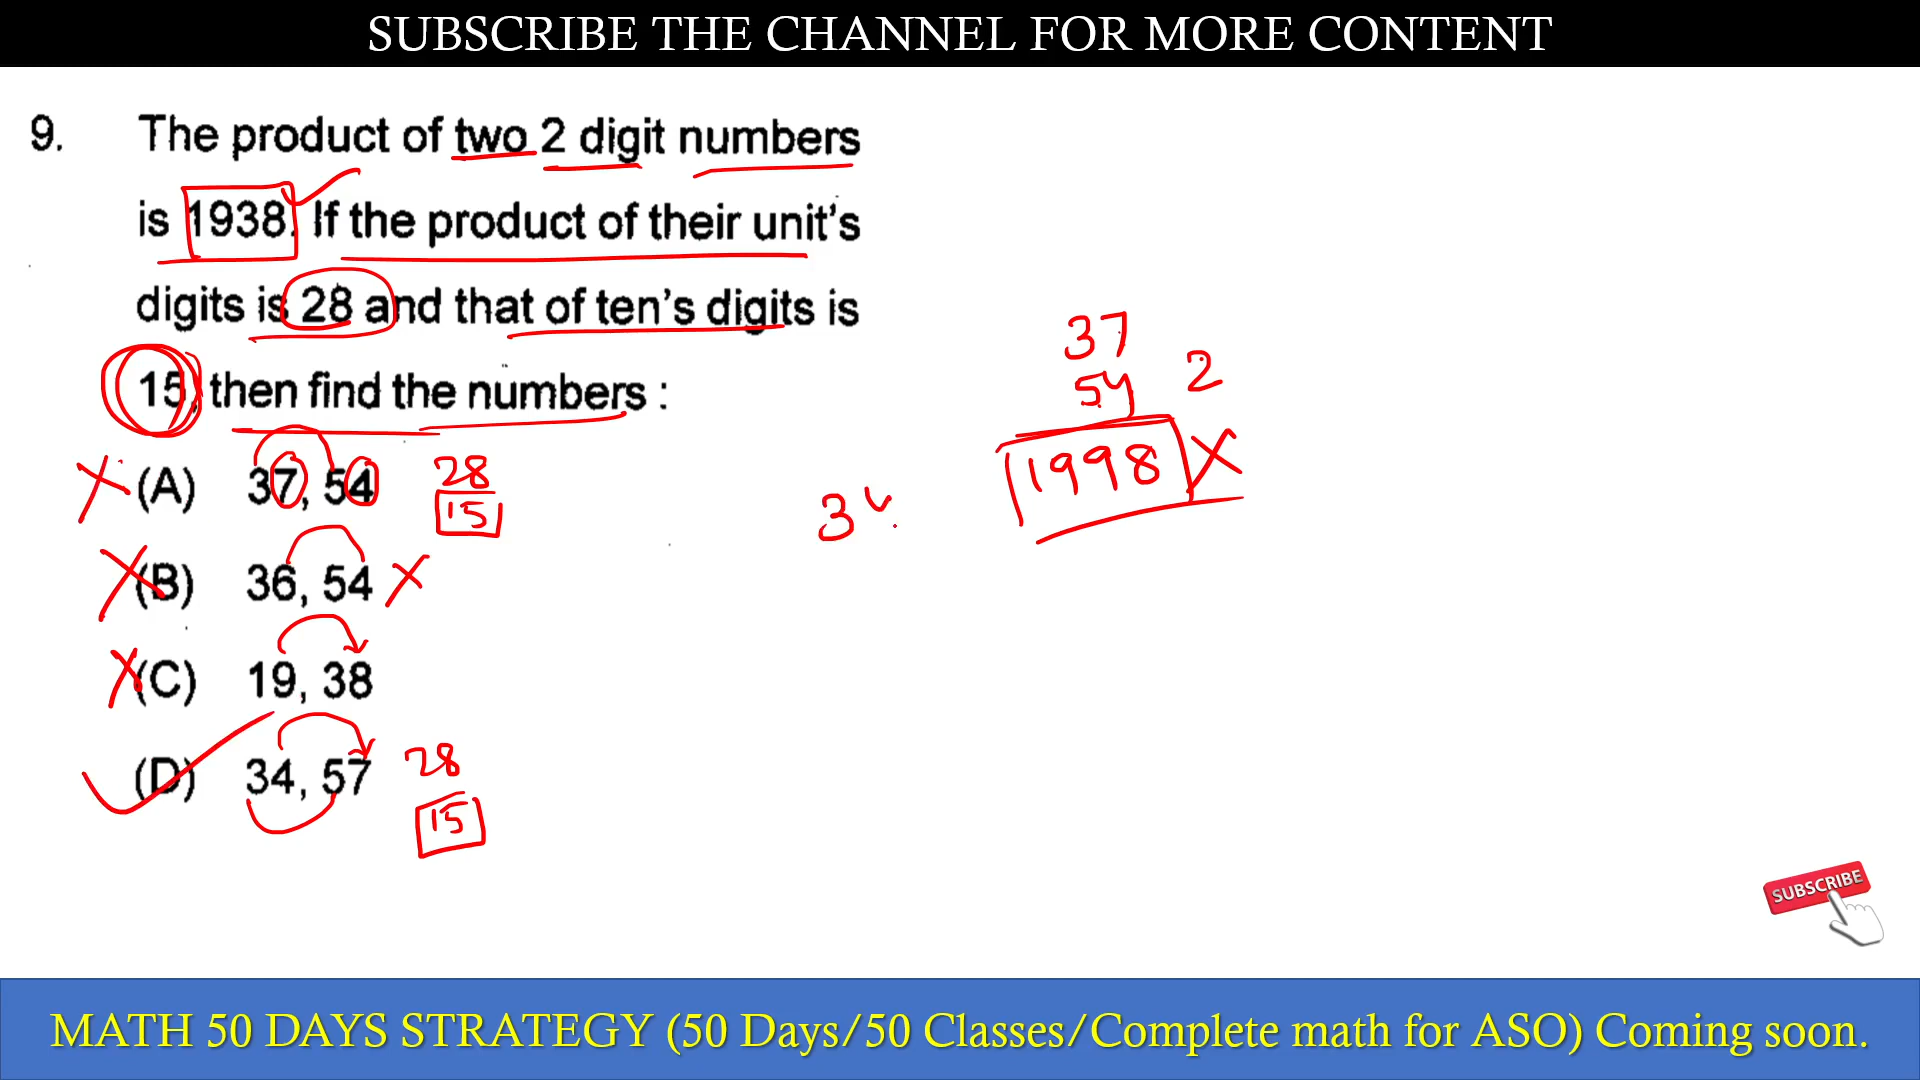 SUBSCRIBE THE CHANNEL FOR MORE CONTENT
9. The product of two 2 digit numbers
is 1938. If the product of their unit's
digits is 28 and that of ten's digits is
15, then find the numbers :
(A) 37, 54
28
15
(B) 36, 54
(C) 19, 38
(D) 34, 57
28
15
37
54
2
1998
34
SUBSCRIBE
MATH 50 DAYS STRATEGY (50 Days/50 Classes/Complete math for ASO) Coming soon.